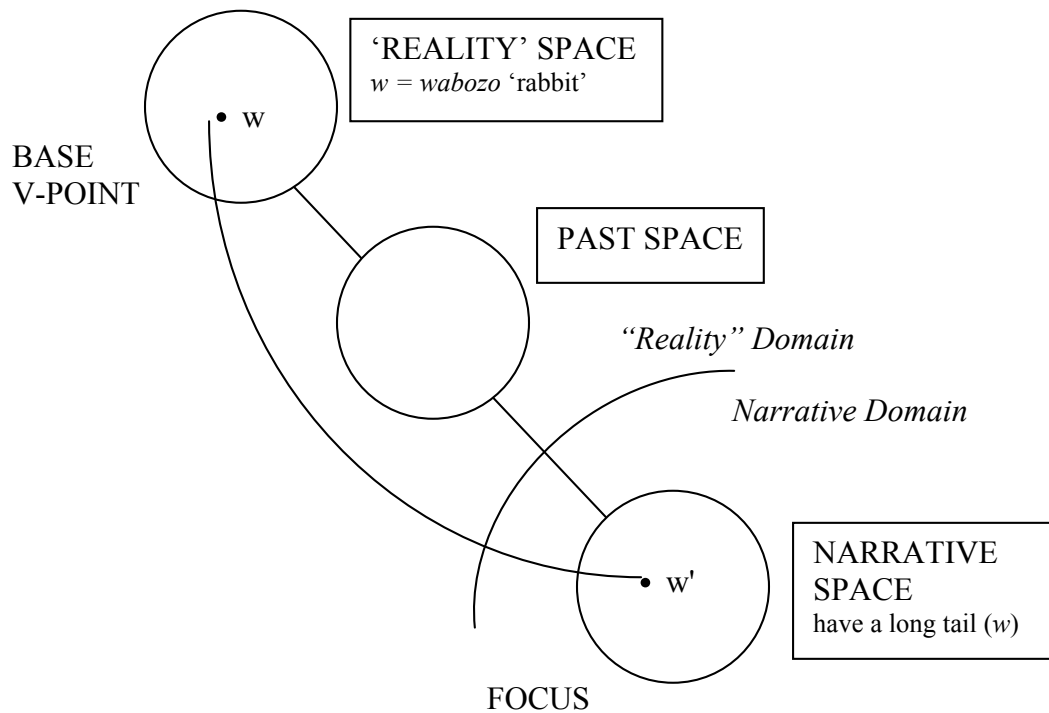 ‘REALITY’ SPACE
w = wabozo ‘rabbit’
w
BASE
V-POINT
PAST SPACE
“Reality” Domain
Narrative Domain
NARRATIVE
SPACE
have a long tail (w)
w'
FOCUS